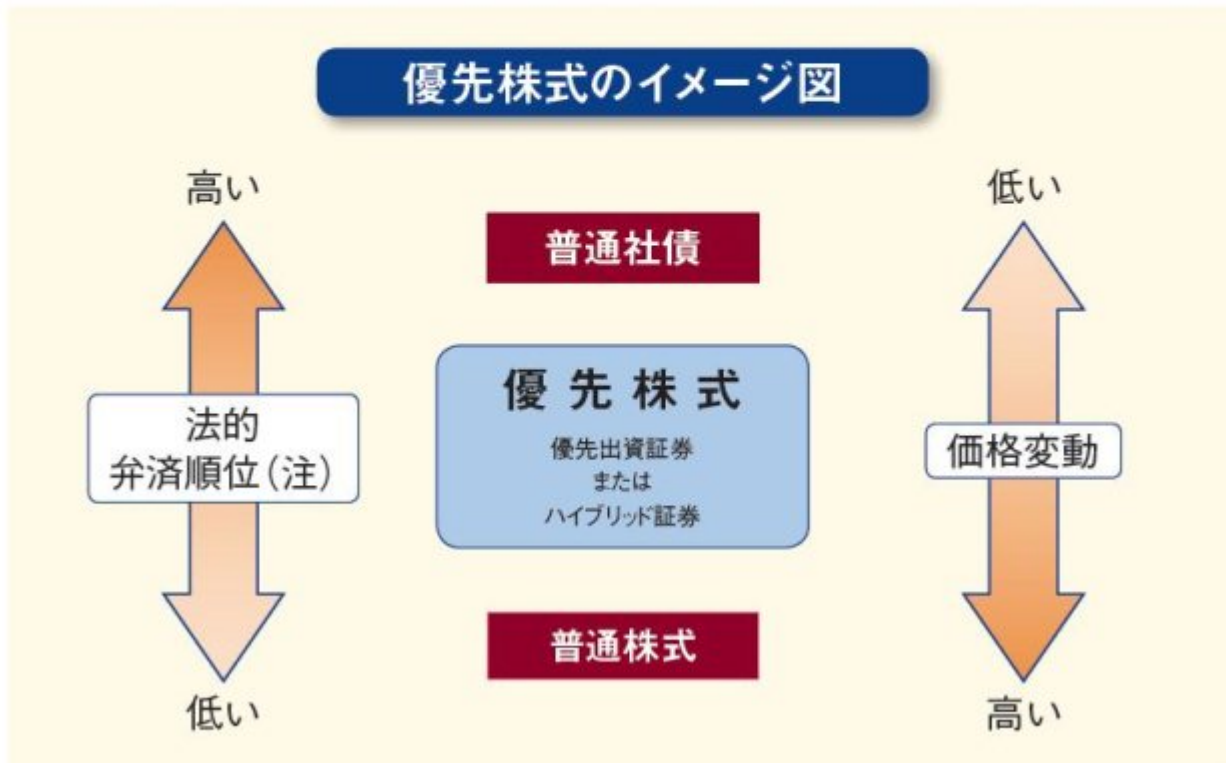 優先株式のイメージ図
高い
低い
普通社債
優先株式
優先出資証券
または
ハイブリッド証券
法的
弁済順位(注)
価格変動
普通株式
低い
高い